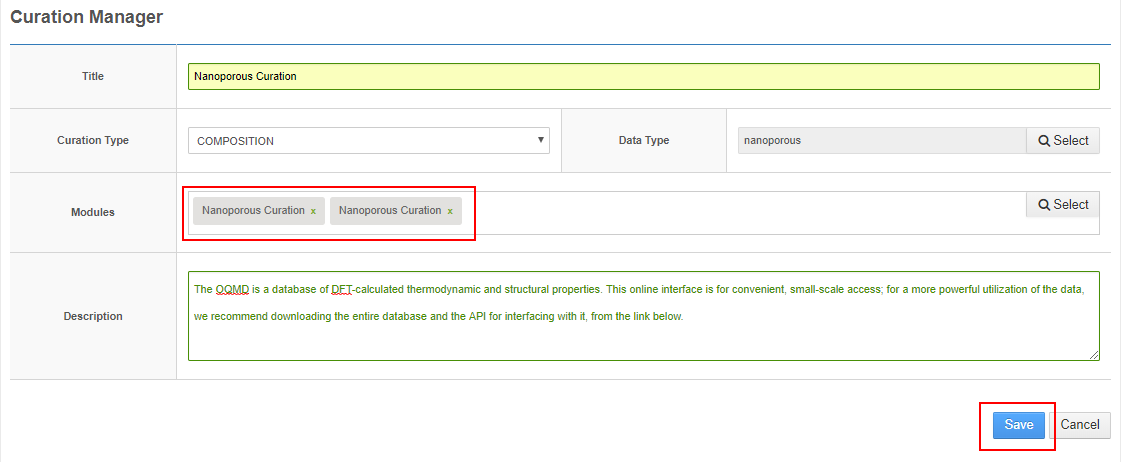 Curation Manager
Title
Nanoporous Curation
Curation Type
COMPOSITION
Data Type
nanoporous
Select
Modules
Nanoporous Curation x
Nanoporous Curation x
Select
Description
The OQMD is a database of DFT-calculated thermodynamic and structural properties. This online interface is for convenient, small-scale access; for a more powerful utilization of the data,
we recommend downloading the entire database and the API for interfacing with it, from the link below.
Save
Cancel